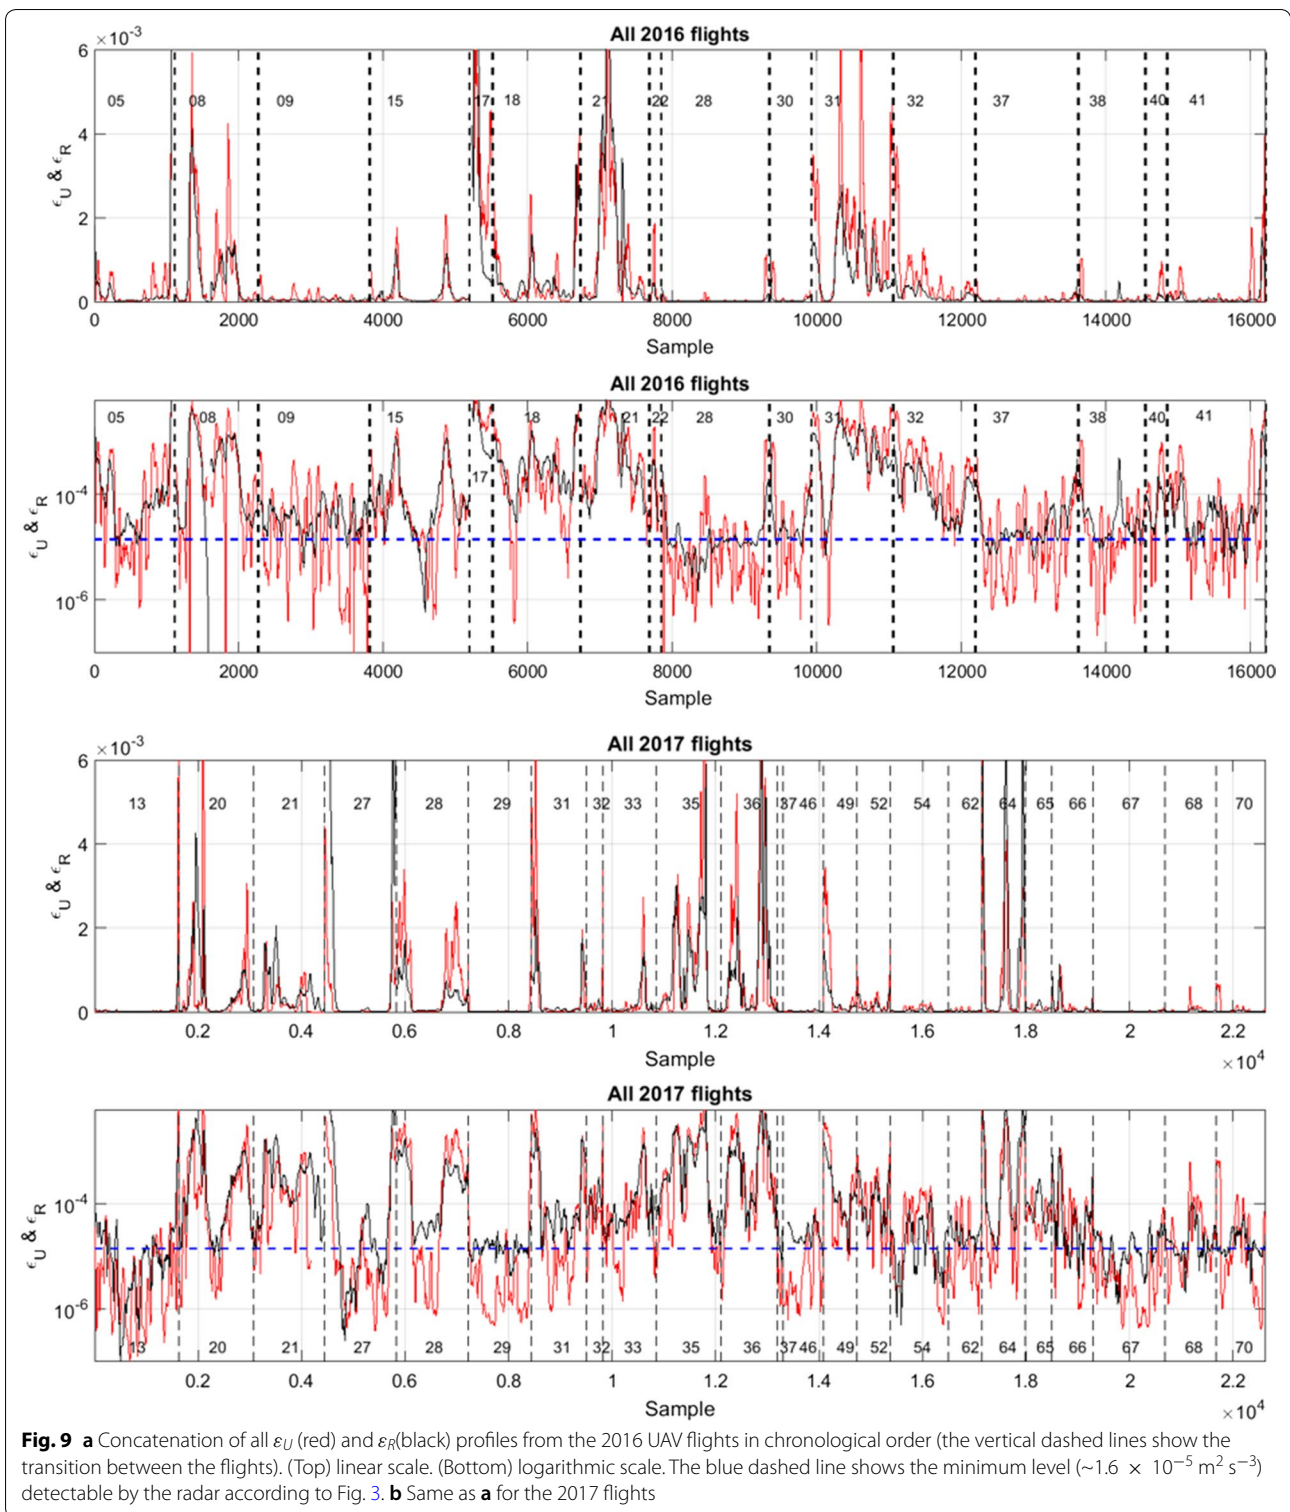 All 2016 flights
×10⁻³
6
4
2
0
ϵ_U & ϵ_R
05 08 09 15 17 18 21 22 28 30 31 32 37 38 40 41
0 2000 4000 6000 8000 10000 12000 14000 16000
Sample
All 2016 flights
10⁻⁴
10⁻⁶
ϵ_U & ϵ_R
05 08 09 15 17 18 21 22 28 30 31 32 37 38 40 41
0 2000 4000 6000 8000 10000 12000 14000 16000
Sample
All 2017 flights
×10⁻³
6
4
2
0
ϵ_U & ϵ_R
13 20 21 27 28 29 31 32 33 35 36 37 46 49 52 54 62 64 65 66 67 68 70
0.2 0.4 0.6 0.8 1 1.2 1.4 1.6 1.8 2 2.2
Sample
×10⁴
All 2017 flights
10⁻⁴
10⁻⁶
ϵ_U & ϵ_R
13 20 21 27 28 29 31 32 33 35 36 37 46 49 52 54 62 64 65 66 67 68 70
0.2 0.4 0.6 0.8 1 1.2 1.4 1.6 1.8 2 2.2
Sample
×10⁴
Fig. 9 a Concatenation of all ε_U (red) and ε_R(black) profiles from the 2016 UAV flights in chronological order (the vertical dashed lines show the
transition between the flights). (Top) linear scale. (Bottom) logarithmic scale. The blue dashed line shows the minimum level (~1.6 × 10⁻⁵ m² s⁻³)
detectable by the radar according to Fig. 3. b Same as a for the 2017 flights